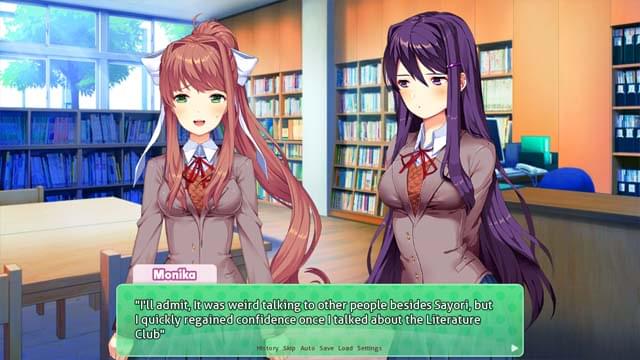 Monika
"I'll admit, It was weird talking to other people besides Sayori, but
I quickly regained confidence once I talked about the Literature
Club"
History Skip Auto Save Load Settings